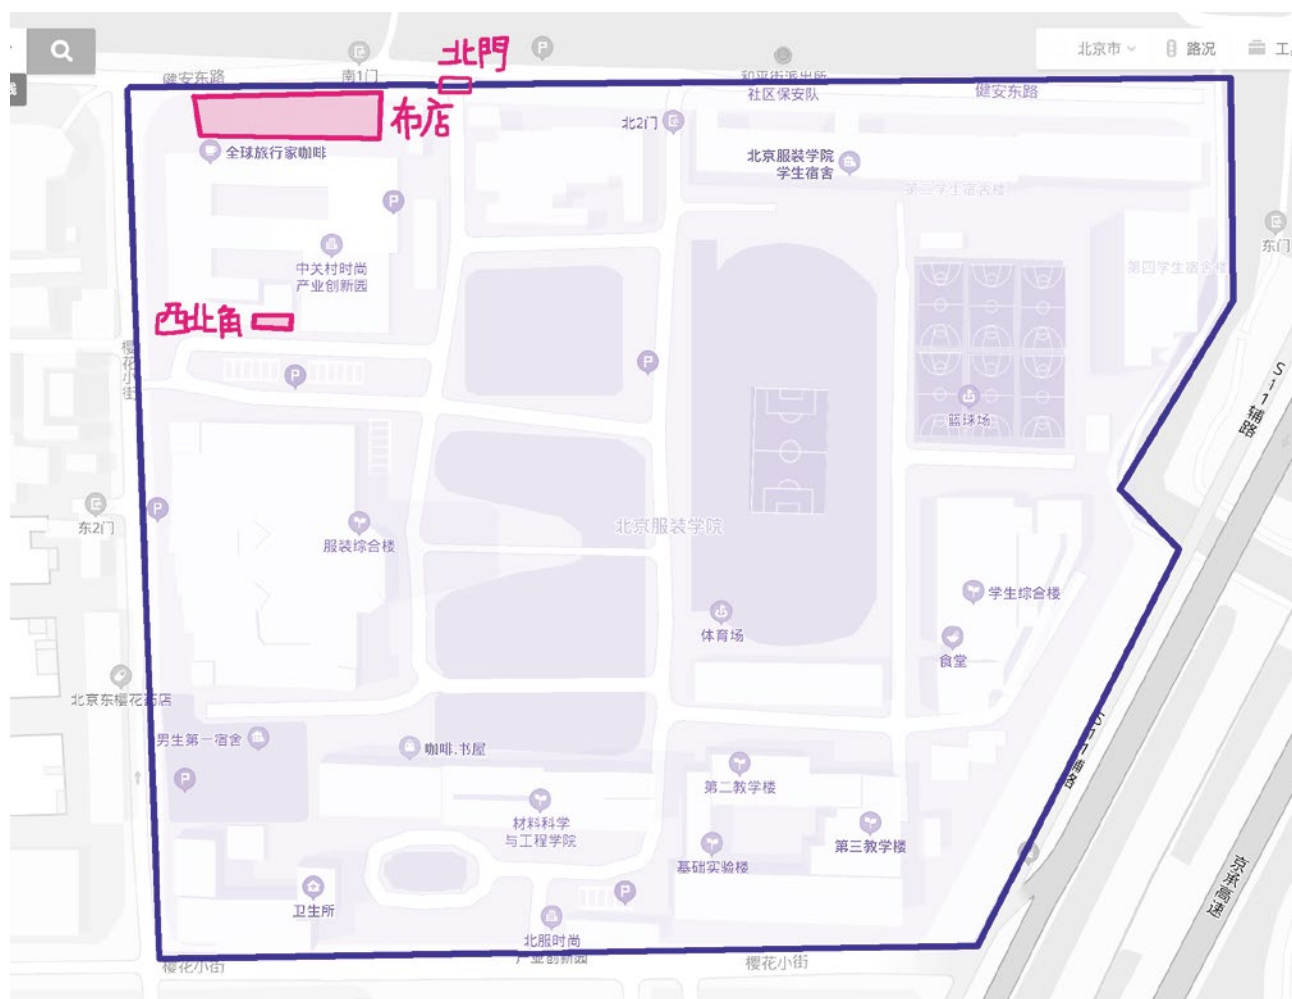 北門
P
北京市
路况
工
健安东路
南1门
和平街派出所
社区保安队
健安东路
布店
北2门
全球旅行家咖啡
北京服装学院
学生宿舍
第二学生宿舍楼
P
东门
中关村时尚
产业创新园
第四学生宿舍楼
西北角
樱花小街
P
P
S11辅路
篮球场
P
东2门
服装综合楼
北京服装学院
学生综合楼
体育场
食堂
北京东樱花药店
男生第一宿舍
咖啡.书屋
S11辅路
P
第二教学楼
材料科学
与工程学院
第三教学楼
基础实验楼
京承高速
卫生所
P
北服时尚
产业创新园
樱花小街
樱花小街